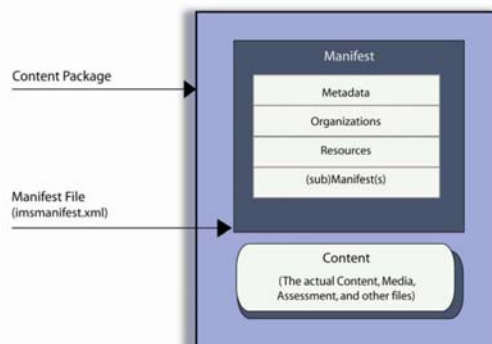 Content Package
Manifest File
(imsmanifest.xml)
Manifest
Metadata
Organizations
Resources
(sub)Manifest(s)
Content
(The actual Content, Media,
Assessment, and other files)